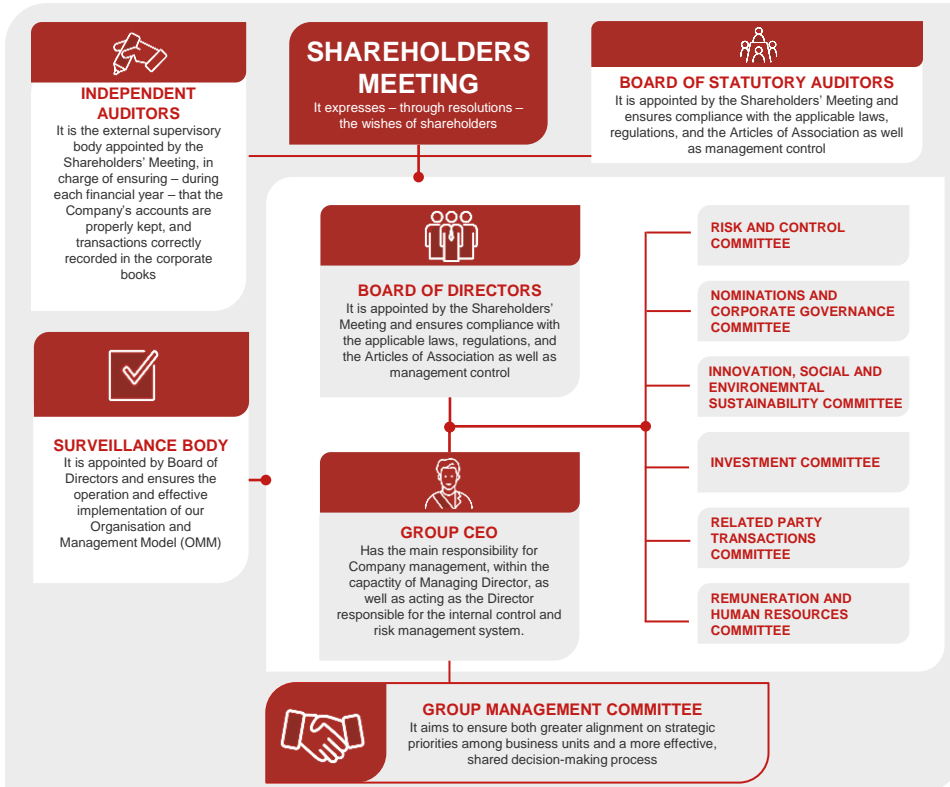 INDEPENDENT
AUDITORS
It is the external supervisory
body appointed by the
Shareholders' Meeting, in
charge of ensuring – during
each financial year – that the
Company's accounts are
properly kept, and
transactions correctly
recorded in the corporate
books
SHAREHOLDERS
MEETING
It expresses – through resolutions –
the wishes of shareholders
BOARD OF STATUTORY AUDITORS
It is appointed by the Shareholders' Meeting and
ensures compliance with the applicable laws,
regulations, and the Articles of Association as well
as management control
BOARD OF DIRECTORS
It is appointed by the Shareholders'
Meeting and ensures compliance with
the applicable laws, regulations, and
the Articles of Association as well as
management control
RISK AND CONTROL
COMMITTEE
NOMINATIONS AND
CORPORATE GOVERNANCE
COMMITTEE
INNOVATION, SOCIAL AND
ENVIRONEMNTAL
SUSTAINABILITY COMMITTEE
INVESTMENT COMMITTEE
RELATED PARTY
TRANSACTIONS
COMMITTEE
REMUNERATION AND
HUMAN RESOURCES
COMMITTEE
SURVEILLANCE BODY
It is appointed by Board of
Directors and ensures the
operation and effective
implementation of our
Organisation and
Management Model (OMM)
GROUP CEO
Has the main responsibility for
Company management, within the
capactity of Managing Director, as
well as acting as the Director
responsible for the internal control and
risk management system.
GROUP MANAGEMENT COMMITTEE
It aims to ensure both greater alignment on strategic
priorities among business units and a more effective,
shared decision-making process